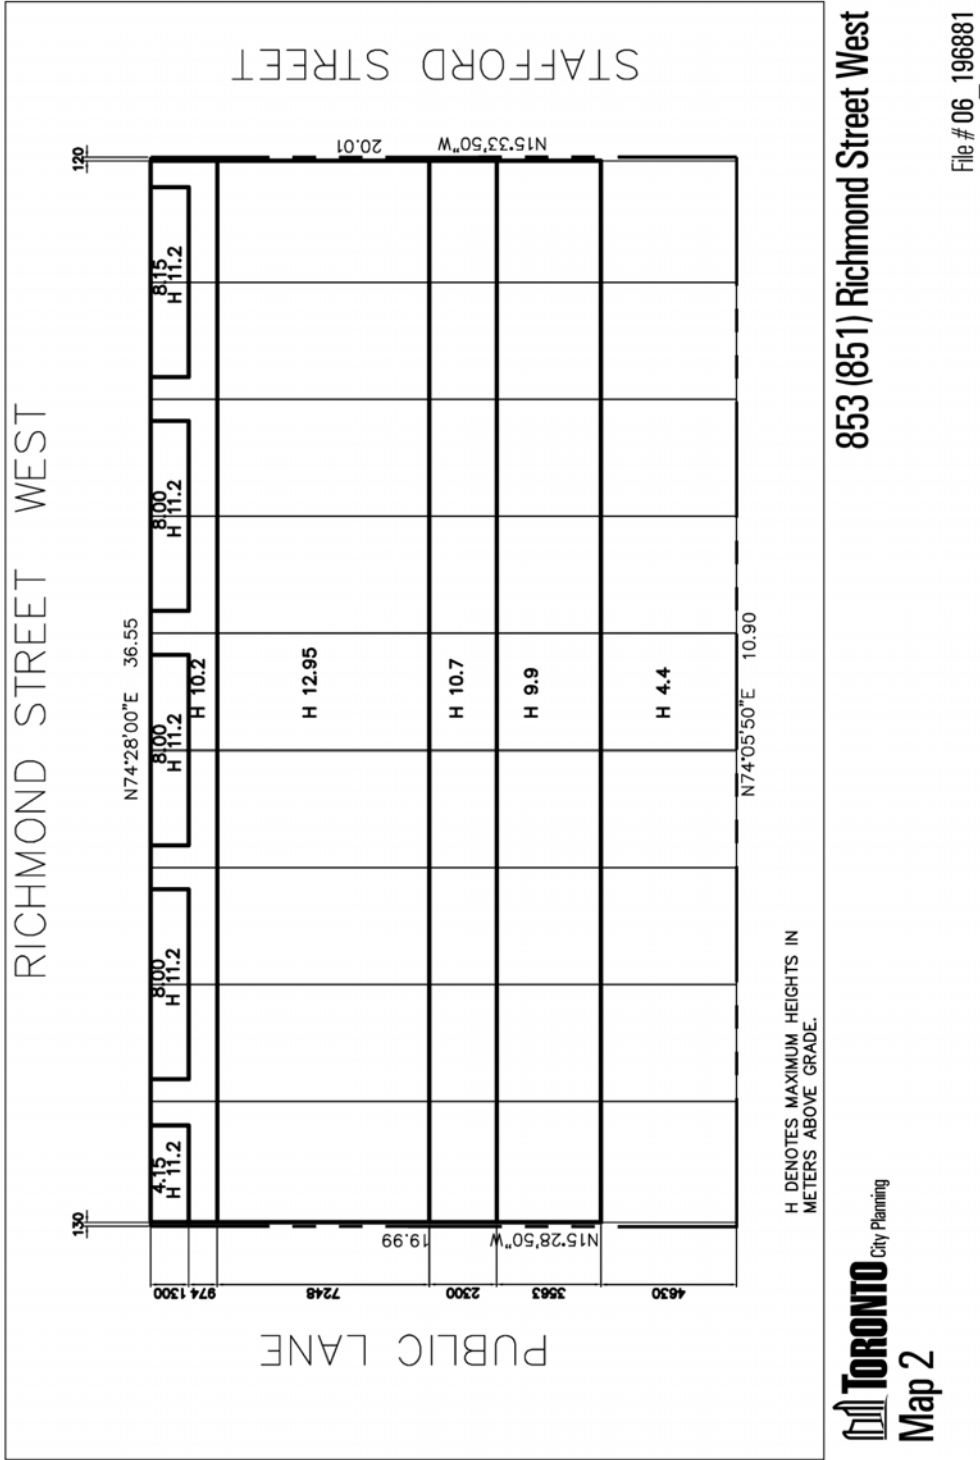 RICHMOND STREET WEST
N74°28'00"E 36.55
130
120
4.15
H 11.2
8.00
H 11.2
8.00
H 11.2
8.00
H 11.2
8.15
H 11.2
H 10.2
H 12.95
H 10.7
H 9.9
H 4.4
PUBLIC LANE
1300
974
7248
2300
3563
4630
19.99
N15°28'50"W
STAFFORD STREET
20.01
N15°33'50"W
N74°05'50"E 10.90
H DENOTES MAXIMUM HEIGHTS IN
METERS ABOVE GRADE.
TORONTO City Planning
Map 2
853 (851) Richmond Street West
File # 06_196881